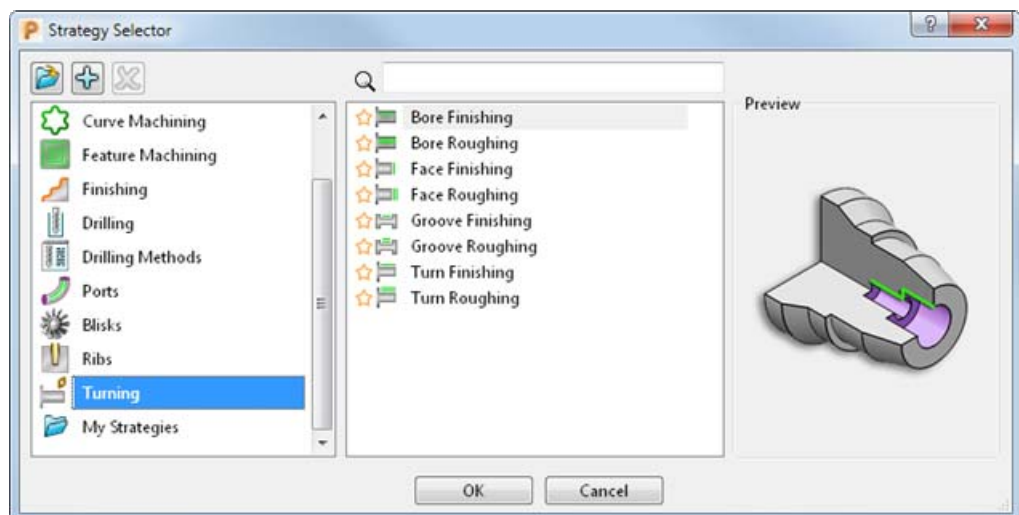 Strategy Selector
Curve Machining
Feature Machining
Finishing
Drilling
Drilling Methods
Ports
Blisks
Ribs
Turning
My Strategies
Bore Finishing
Bore Roughing
Face Finishing
Face Roughing
Groove Finishing
Groove Roughing
Turn Finishing
Turn Roughing
Preview
OK
Cancel